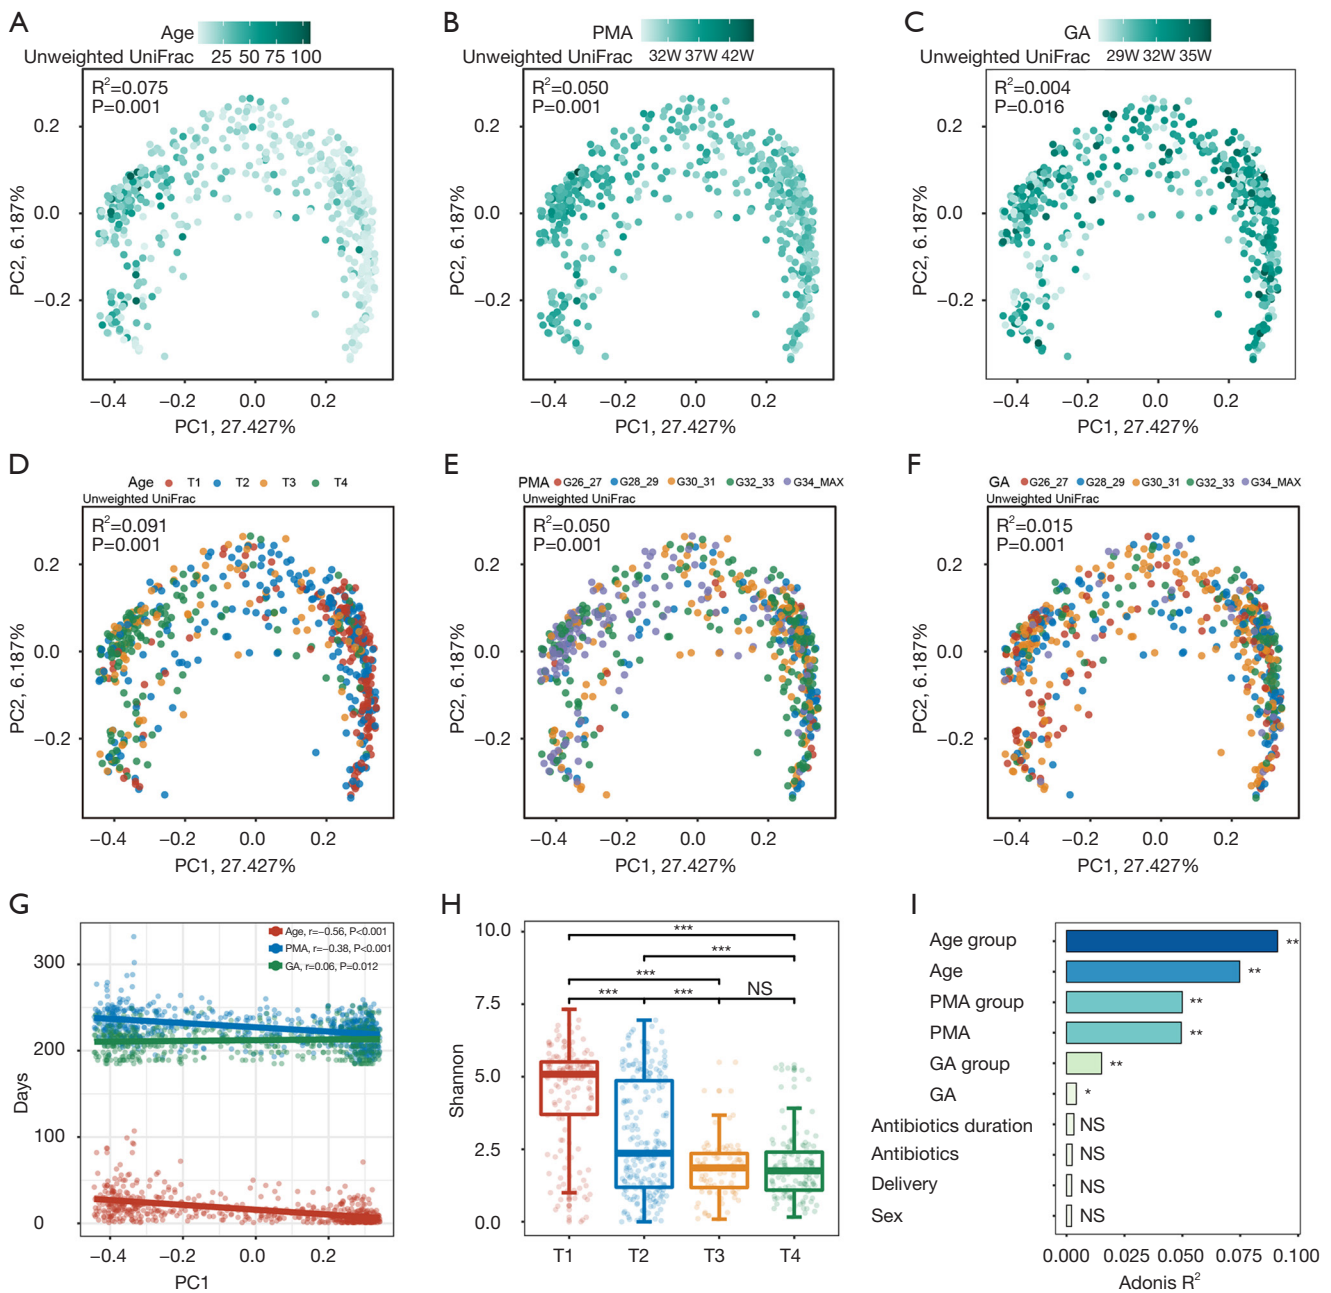 A
Age
Unweighted UniFrac 25 50 75 100
R²=0.075
P=0.001
0.2
0.0
−0.2
PC2, 6.187%
−0.4 −0.2 0.0 0.2
PC1, 27.427%
B
PMA
Unweighted UniFrac 32W 37W 42W
R²=0.050
P=0.001
0.2
0.0
−0.2
PC2, 6.187%
−0.4 −0.2 0.0 0.2
PC1, 27.427%
C
GA
Unweighted UniFrac 29W 32W 35W
R²=0.004
P=0.016
0.2
0.0
−0.2
PC2, 6.187%
−0.4 −0.2 0.0 0.2
PC1, 27.427%
D
Age T1 T2 T3 T4
Unweighted UniFrac
R²=0.091
P=0.001
0.2
0.0
−0.2
PC2, 6.187%
−0.4 −0.2 0.0 0.2
PC1, 27.427%
E
PMA G26_27 G28_29 G30_31 G32_33 G34_MAX
Unweighted UniFrac
R²=0.050
P=0.001
0.2
0.0
−0.2
PC2, 6.187%
−0.4 −0.2 0.0 0.2
PC1, 27.427%
F
GA G26_27 G28_29 G30_31 G32_33 G34_MAX
Unweighted UniFrac
R²=0.015
P=0.001
0.2
0.0
−0.2
PC2, 6.187%
−0.4 −0.2 0.0 0.2
PC1, 27.427%
G
Age, r=−0.56, P<0.001
PMA, r=−0.38, P<0.001
GA, r=0.06, P=0.012
300
200
100
0
Days
−0.4 −0.2 0.0 0.2
PC1
H
10.0
7.5
5.0
2.5
0.0
Shannon
***
***
***
*** *** NS
T1 T2 T3 T4
I
Age group **
Age **
PMA group **
PMA **
GA group **
GA *
Antibiotics duration NS
Antibiotics NS
Delivery NS
Sex NS
0.000 0.025 0.050 0.075 0.100
Adonis R²